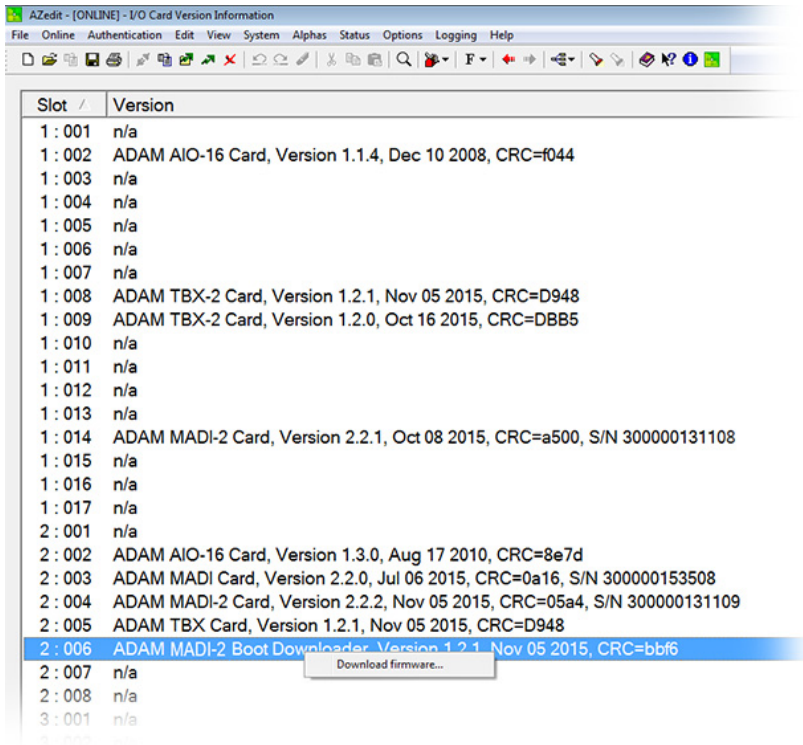 AZedit - [ONLINE] - I/O Card Version Information
File Online Authentication Edit View System Alphas Status Options Logging Help
Slot Version
1 : 001 n/a
1 : 002 ADAM AIO-16 Card, Version 1.1.4, Dec 10 2008, CRC=f044
1 : 003 n/a
1 : 004 n/a
1 : 005 n/a
1 : 006 n/a
1 : 007 n/a
1 : 008 ADAM TBX-2 Card, Version 1.2.1, Nov 05 2015, CRC=D948
1 : 009 ADAM TBX-2 Card, Version 1.2.0, Oct 16 2015, CRC=DBB5
1 : 010 n/a
1 : 011 n/a
1 : 012 n/a
1 : 013 n/a
1 : 014 ADAM MADI-2 Card, Version 2.2.1, Oct 08 2015, CRC=a500, S/N 300000131108
1 : 015 n/a
1 : 016 n/a
1 : 017 n/a
2 : 001 n/a
2 : 002 ADAM AIO-16 Card, Version 1.3.0, Aug 17 2010, CRC=8e7d
2 : 003 ADAM MADI Card, Version 2.2.0, Jul 06 2015, CRC=0a16, S/N 300000153508
2 : 004 ADAM MADI-2 Card, Version 2.2.2, Nov 05 2015, CRC=05a4, S/N 300000131109
2 : 005 ADAM TBX Card, Version 1.2.1, Nov 05 2015, CRC=D948
2 : 006 ADAM MADI-2 Boot Downloader, Version 1.2.1, Nov 05 2015, CRC=bbf6
Download firmware...
2 : 007 n/a
2 : 008 n/a
3 : 001 n/a